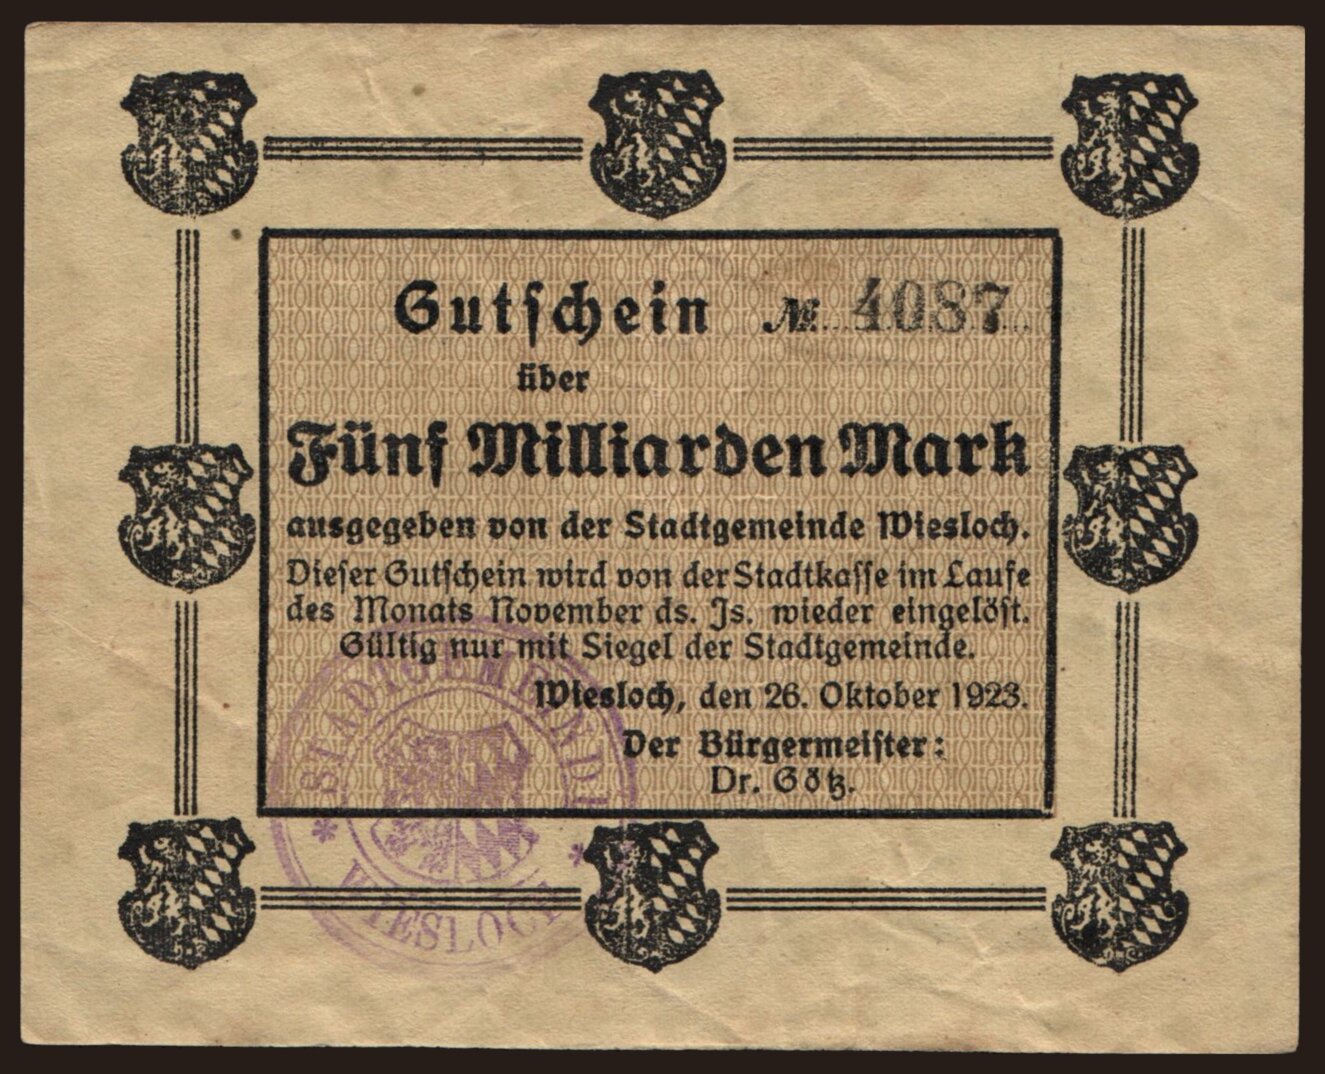 Gutschein № 4087
über
Fünf Milliarden Mark
ausgegeben von der Stadtgemeinde Wiesloch.
Dieser Gutschein wird von der Stadtkasse im Laufe
des Monats November ds. Js. wieder eingelöst.
Gültig nur mit Siegel der Stadtgemeinde.
Wiesloch, den 26. Oktober 1923.
Der Bürgermeister:
Dr. Götz.
STADTGEMEINDE
* WIESLOCH *